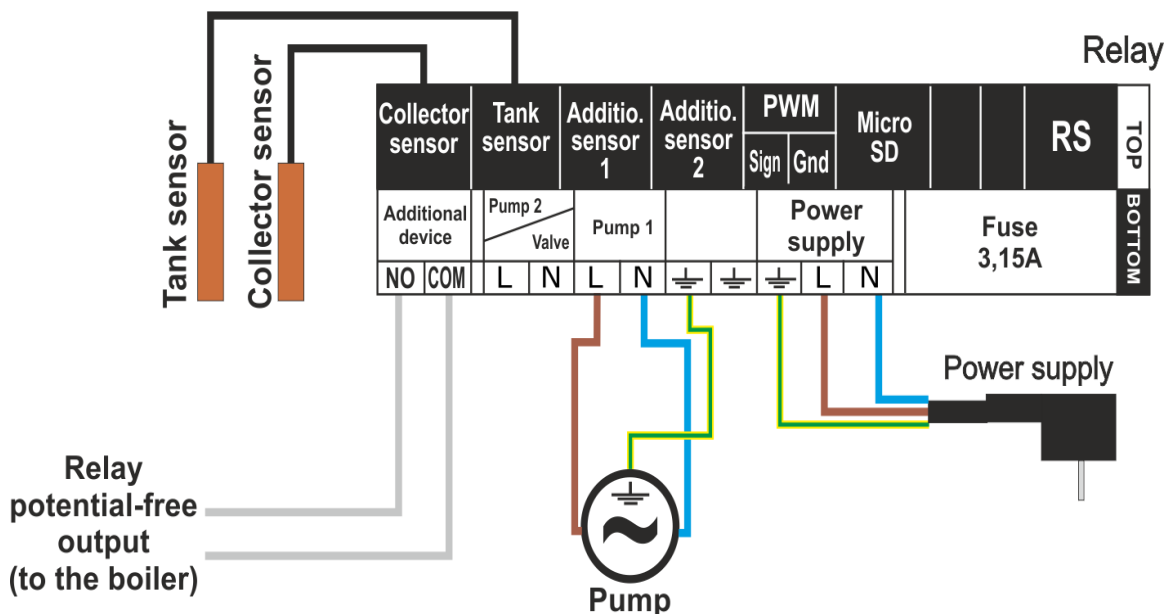 Relay
Tank sensor
Collector sensor
Collector
sensor
Tank
sensor
Additio.
sensor
1
Additio.
sensor
2
PWM
Sign
Gnd
Micro
SD
RS
TOP
Additional
device
Pump 2
Valve
Pump 1
Power
supply
Fuse
3,15A
BOTTOM
NO
COM
L
N
L
N
L
N
Power supply
Relay
potential-free
output
(to the boiler)
Pump